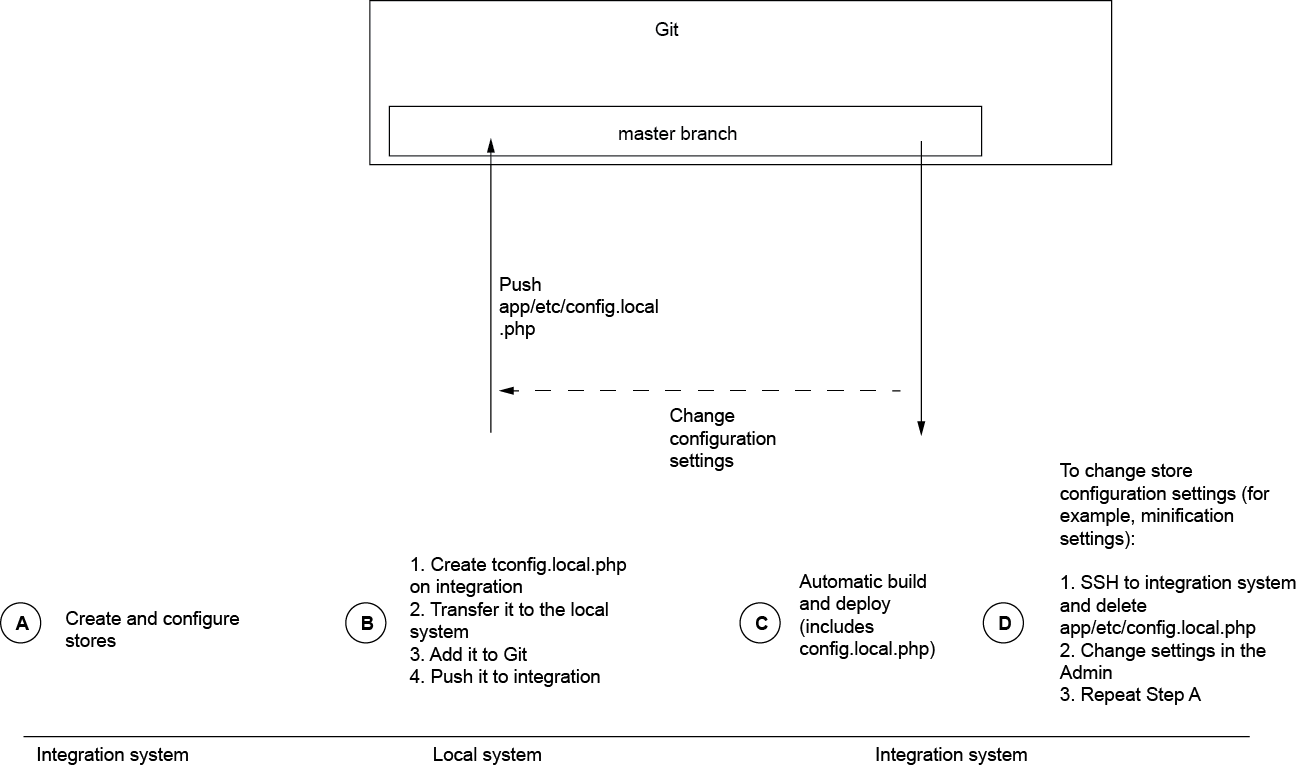 Git
master branch
Push
app/etc/config.local
.php
Change
configuration
settings
A
Create and configure
stores
B
1. Create tconfig.local.php
on integration
2. Transfer it to the local
system
3. Add it to Git
4. Push it to integration
C
Automatic build
and deploy
(includes
config.local.php)
D
To change store
configuration settings (for
example, minification
settings):
1. SSH to integration system
and delete
app/etc/config.local.php
2. Change settings in the
Admin
3. Repeat Step A
Integration system
Local system
Integration system